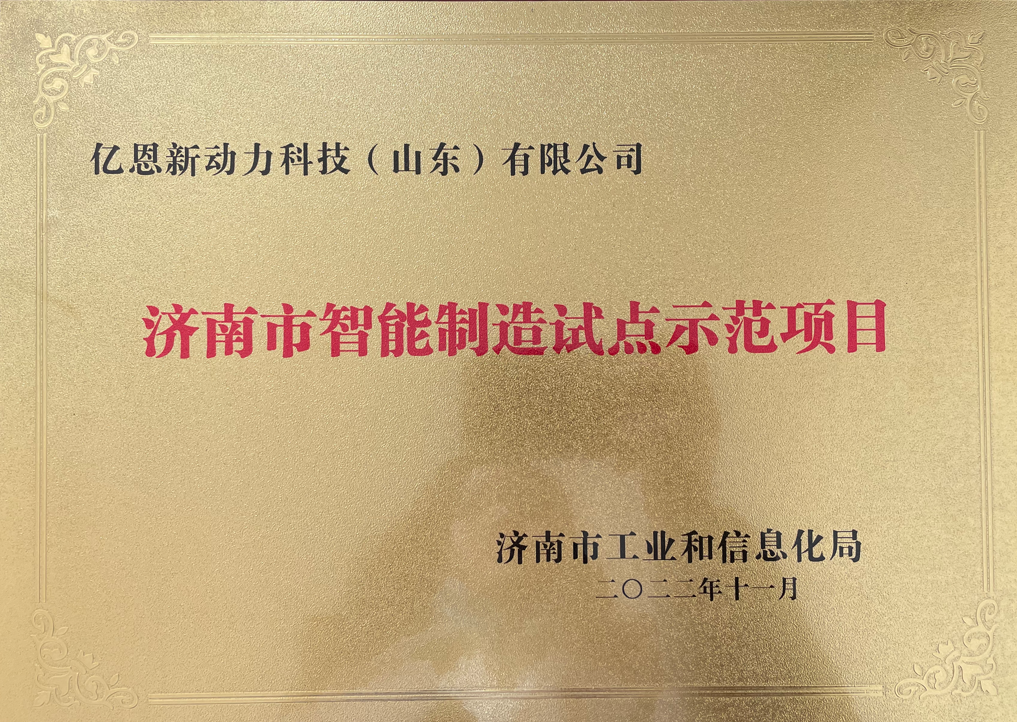 亿恩新动力科技（山东）有限公司
济南市智能制造试点示范项目
济南市工业和信息化局
二〇二二年十一月